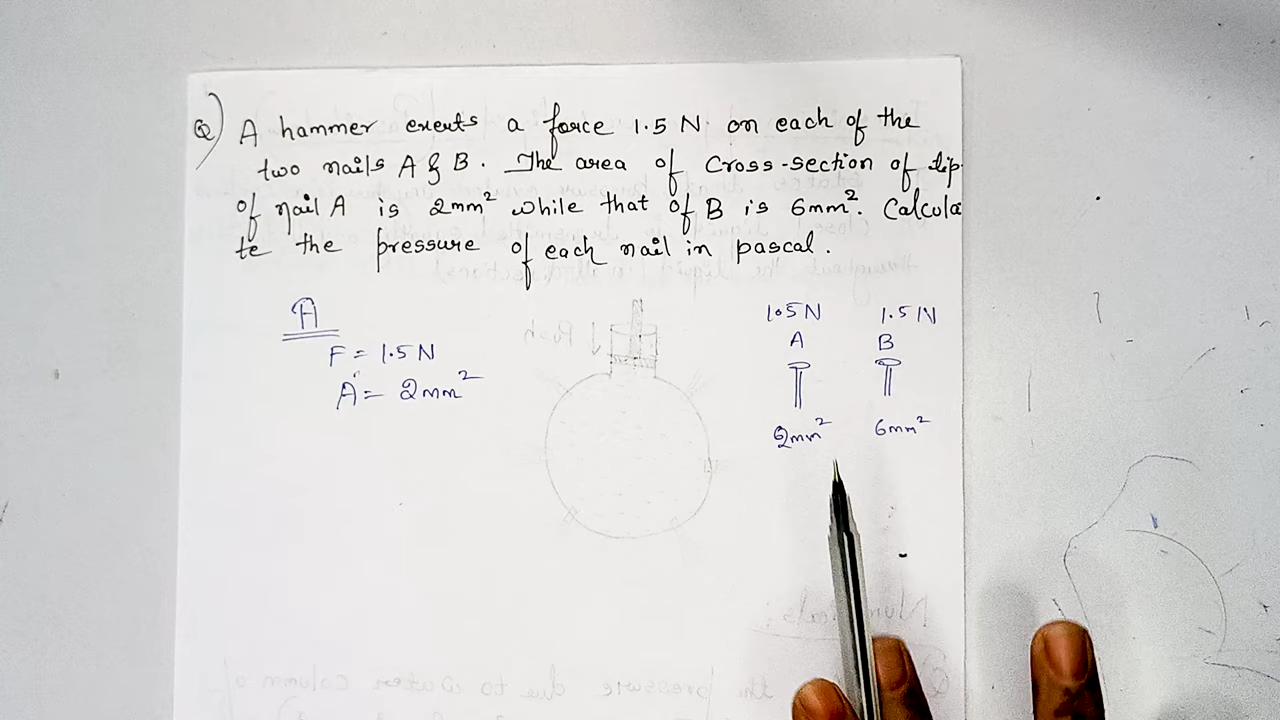 Q) A hammer exerts a force 1.5 N on each of the
two nails A & B. The area of Cross-section of tip
of nail A is 2mm² while that of B is 6mm². Calcula
te the pressure of each nail in pascal.
A
F = 1.5 N
A = 2mm²
1.5N 1.5N
A B
2mm² 6mm²